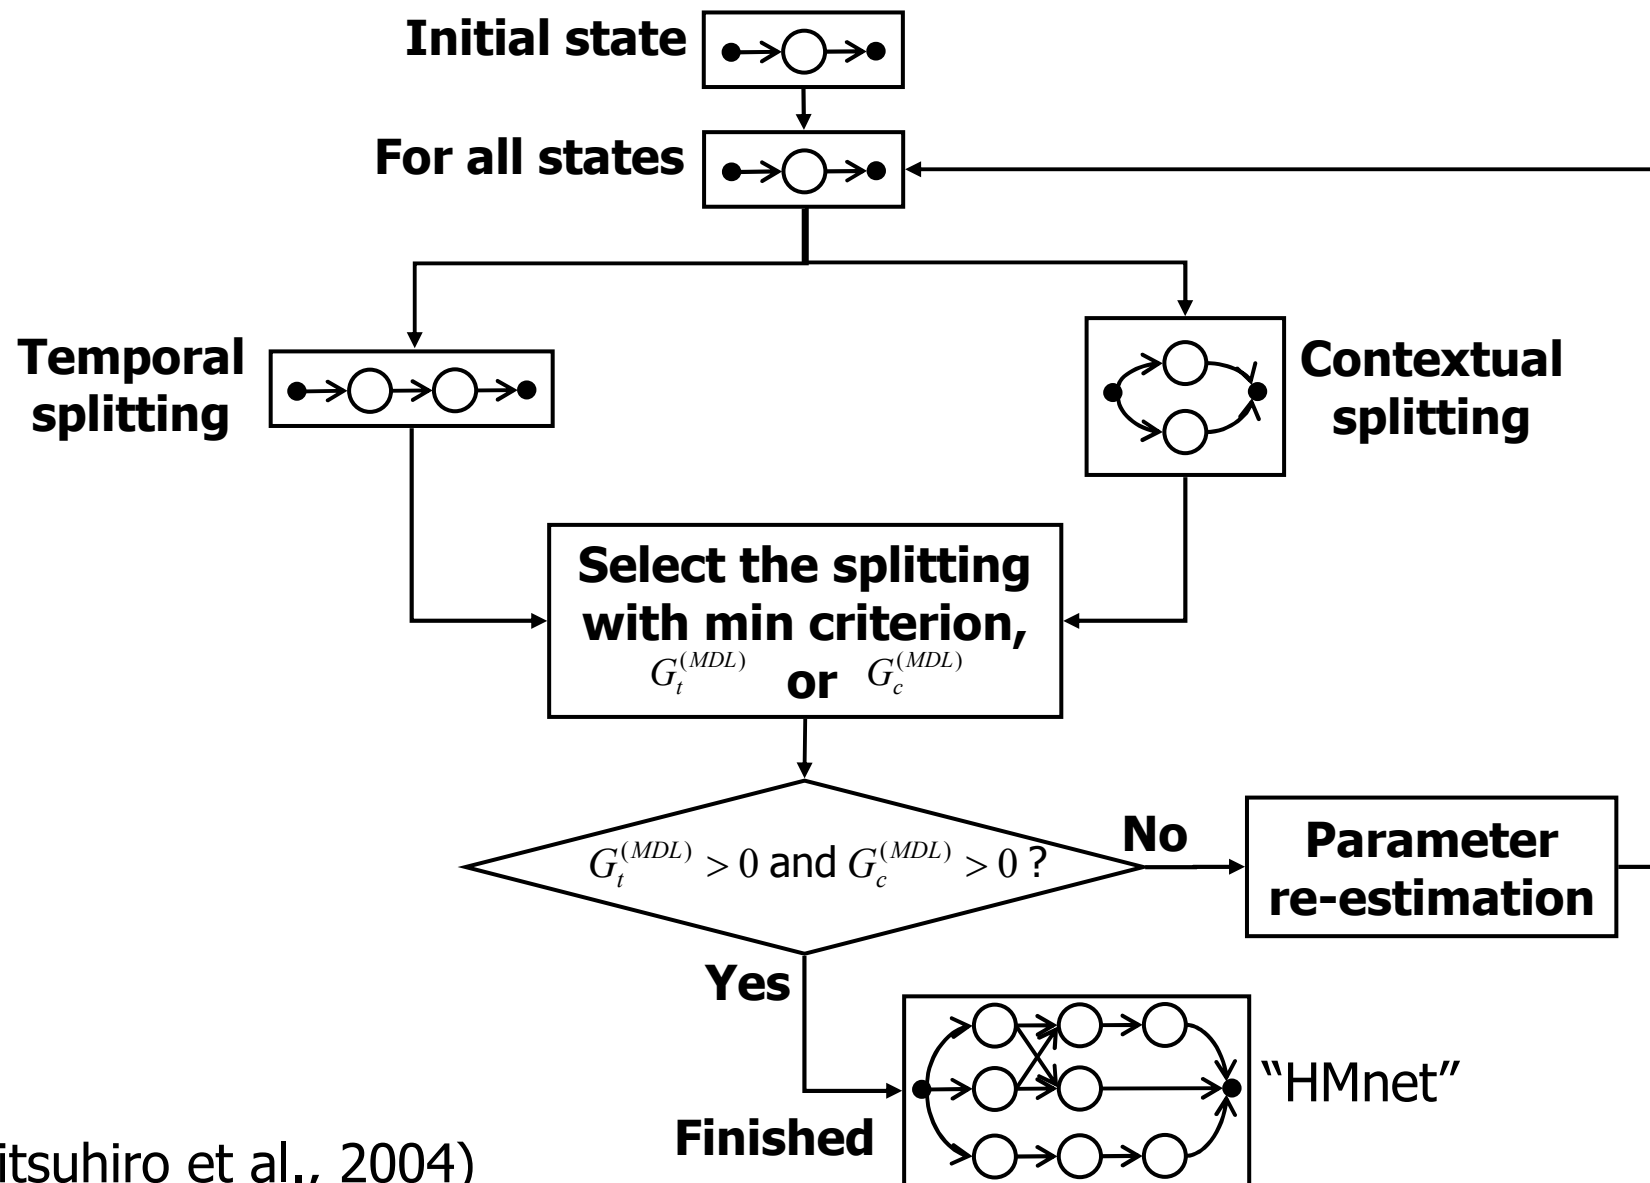 Initial state
For all states
Temporal
splitting
Contextual
splitting
Select the splitting
with min criterion,
G_t^{(MDL)} or G_c^{(MDL)}
G_t^{(MDL)} > 0 and G_c^{(MDL)} > 0 ?
No
Parameter
re-estimation
Yes
“HMnet”
Finished
itsuhiro et al., 2004)